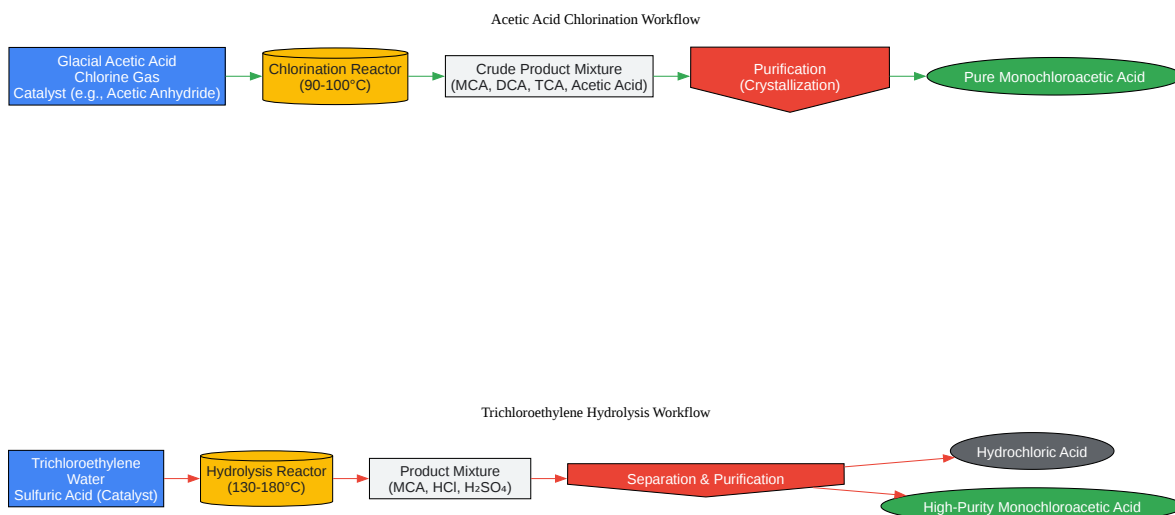 Acetic Acid Chlorination Workflow
Glacial Acetic Acid
Chlorine Gas
Catalyst (e.g., Acetic Anhydride)
Chlorination Reactor
(90-100°C)
Crude Product Mixture
(MCA, DCA, TCA, Acetic Acid)
Purification
(Crystallization)
Pure Monochloroacetic Acid
Trichloroethylene Hydrolysis Workflow
Trichloroethylene
Water
Sulfuric Acid (Catalyst)
Hydrolysis Reactor
(130-180°C)
Product Mixture
(MCA, HCl, H₂SO₄)
Separation & Purification
Hydrochloric Acid
High-Purity Monochloroacetic Acid